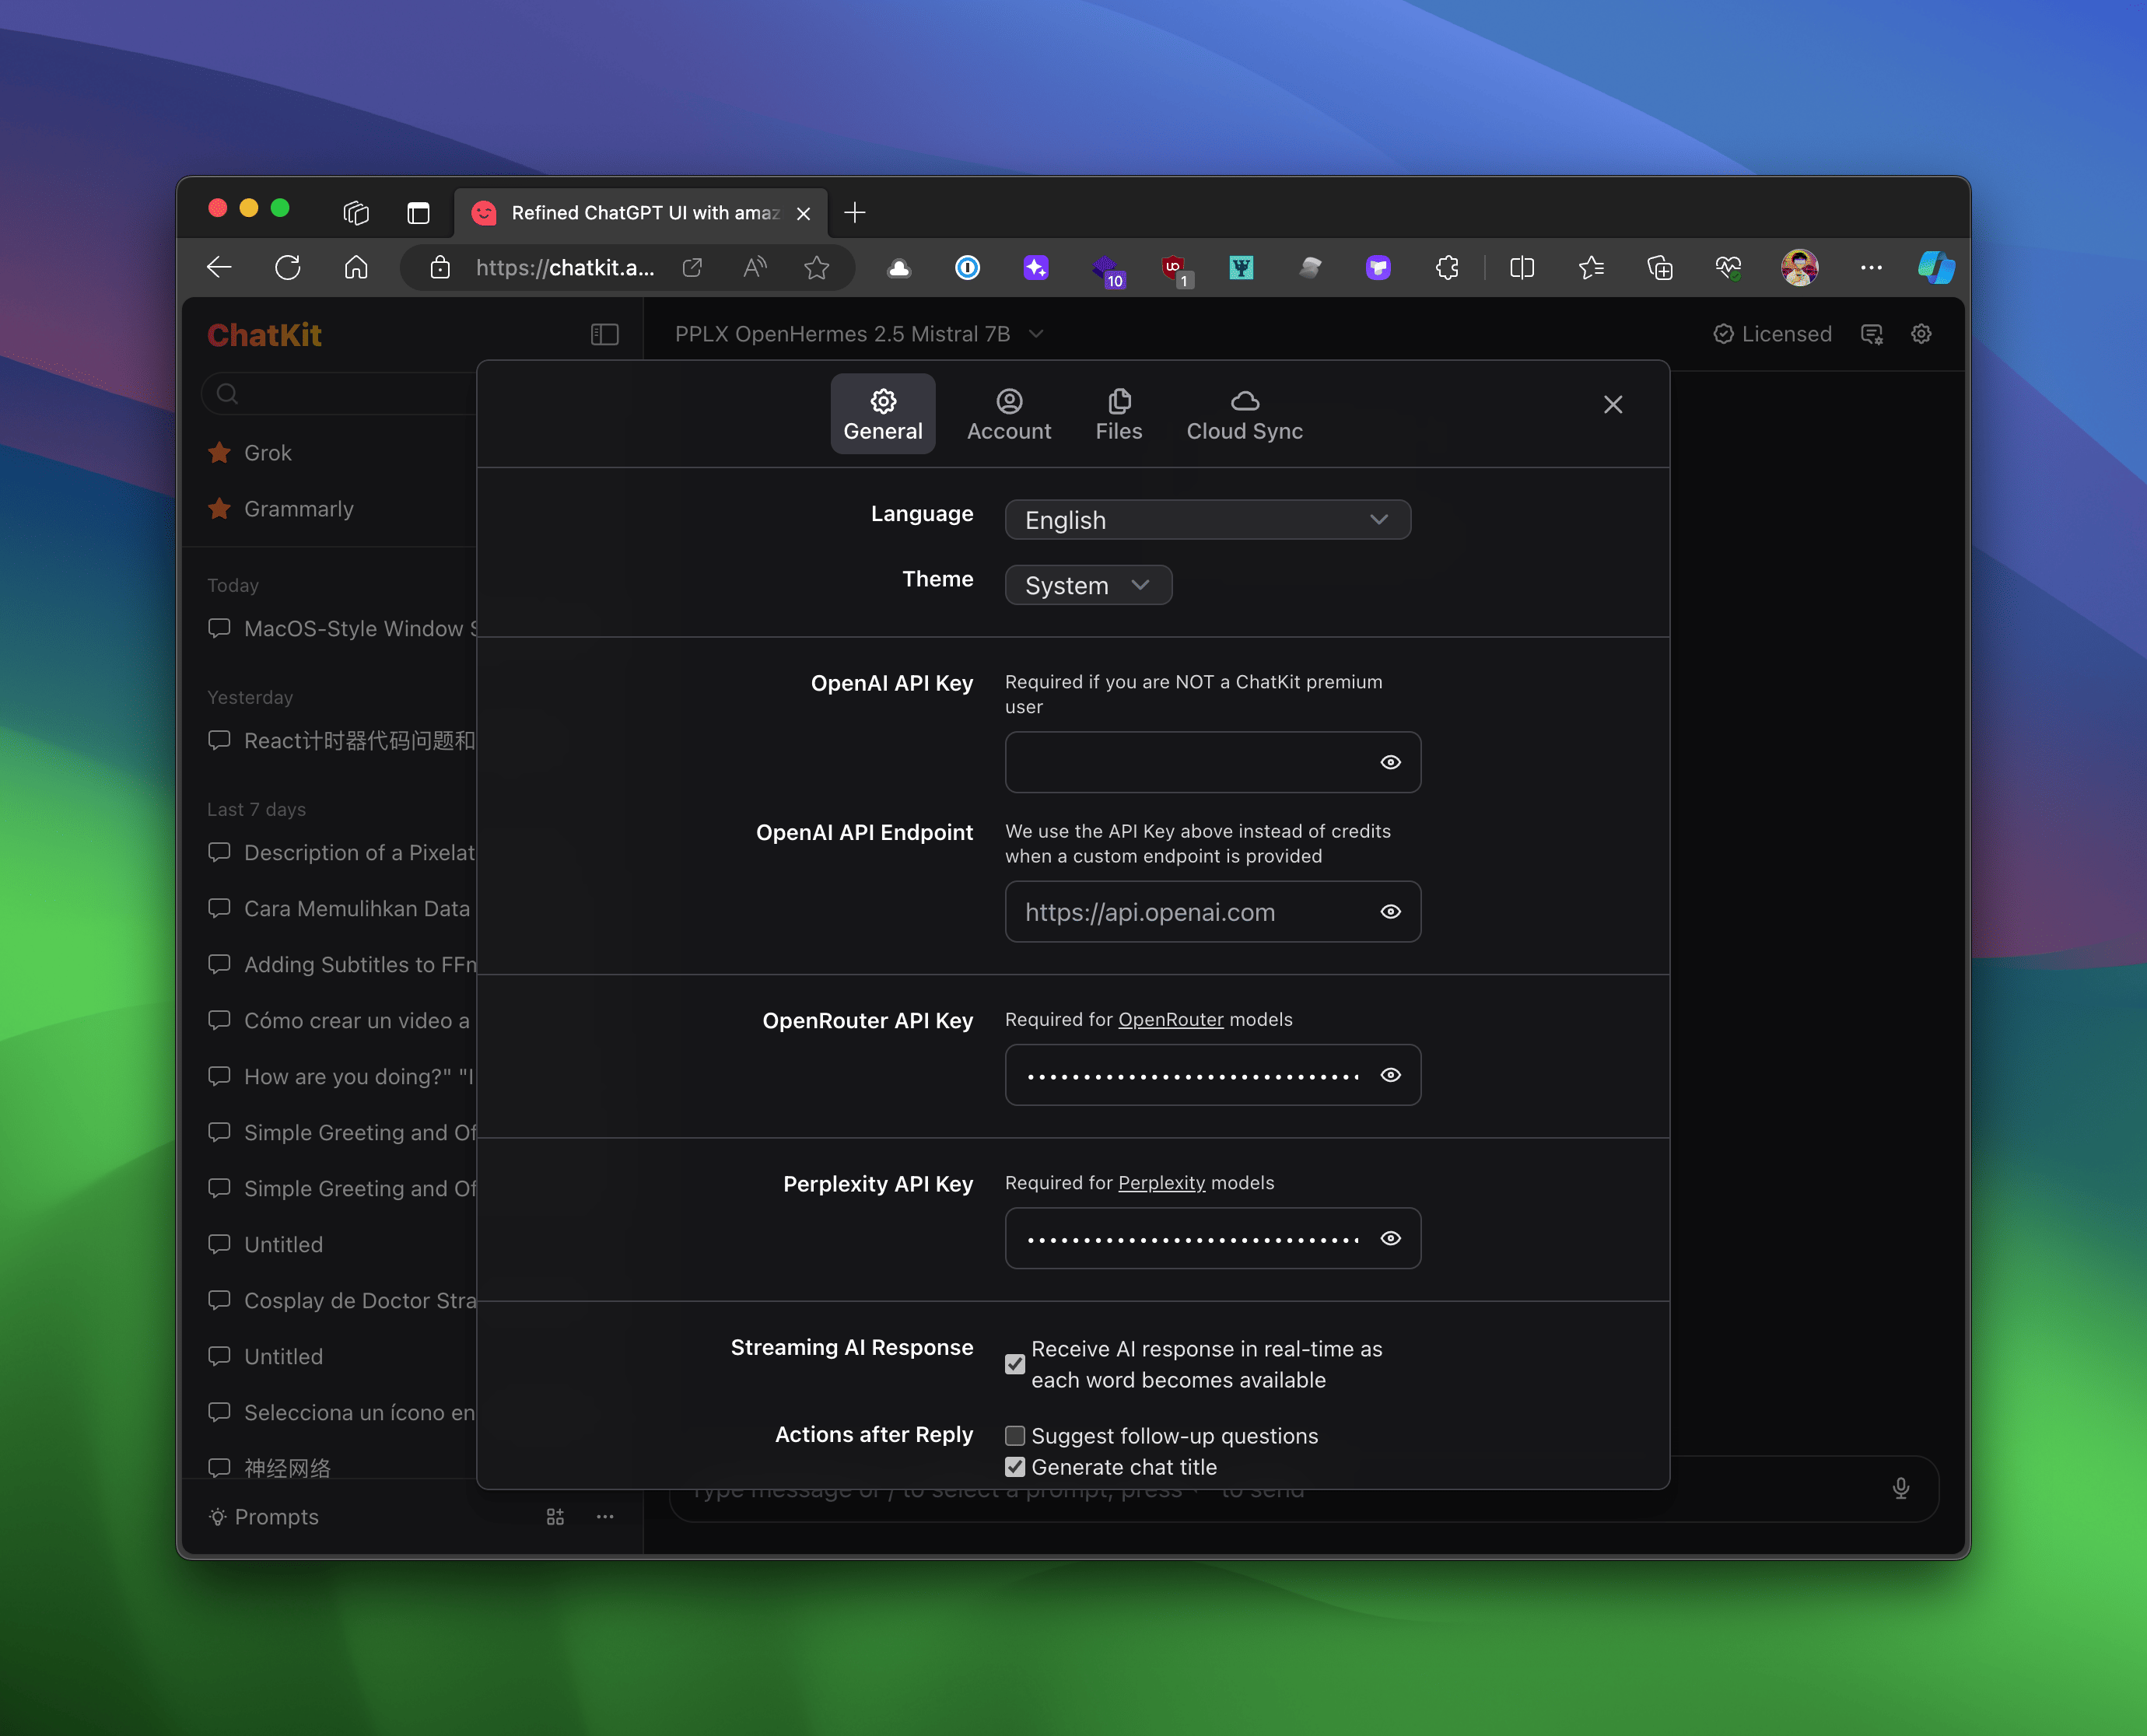 Refined ChatGPT UI with amaz
https://chatkit.a...
10
1
ChatKit
PPLX OpenHermes 2.5 Mistral 7B
Licensed
Grok
Grammarly
Today
MacOS-Style Window S
Yesterday
React计时器代码问题和
Last 7 days
Description of a Pixelat
Cara Memulihkan Data
Adding Subtitles to FFm
Cómo crear un video a
How are you doing?" "I
Simple Greeting and Of
Simple Greeting and Of
Untitled
Cosplay de Doctor Stra
Untitled
Selecciona un ícono en
神经网络
Prompts
General
Account
Files
Cloud Sync
Language
English
Theme
System
OpenAI API Key
Required if you are NOT a ChatKit premium
user
OpenAI API Endpoint
We use the API Key above instead of credits
when a custom endpoint is provided
https://api.openai.com
OpenRouter API Key
Required for OpenRouter models
Perplexity API Key
Required for Perplexity models
Streaming AI Response
Receive AI response in real-time as
each word becomes available
Actions after Reply
Suggest follow-up questions
Generate chat title
Type message or / to select a prompt, press to send